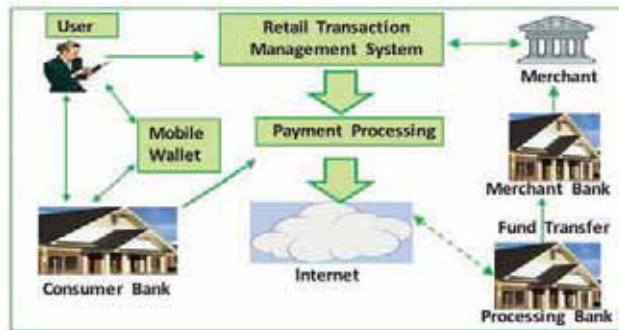 User
Retail Transaction
Management System
Merchant
Mobile
Wallet
Payment Processing
Merchant Bank
Fund Transfer
Internet
Consumer Bank
Processing Bank